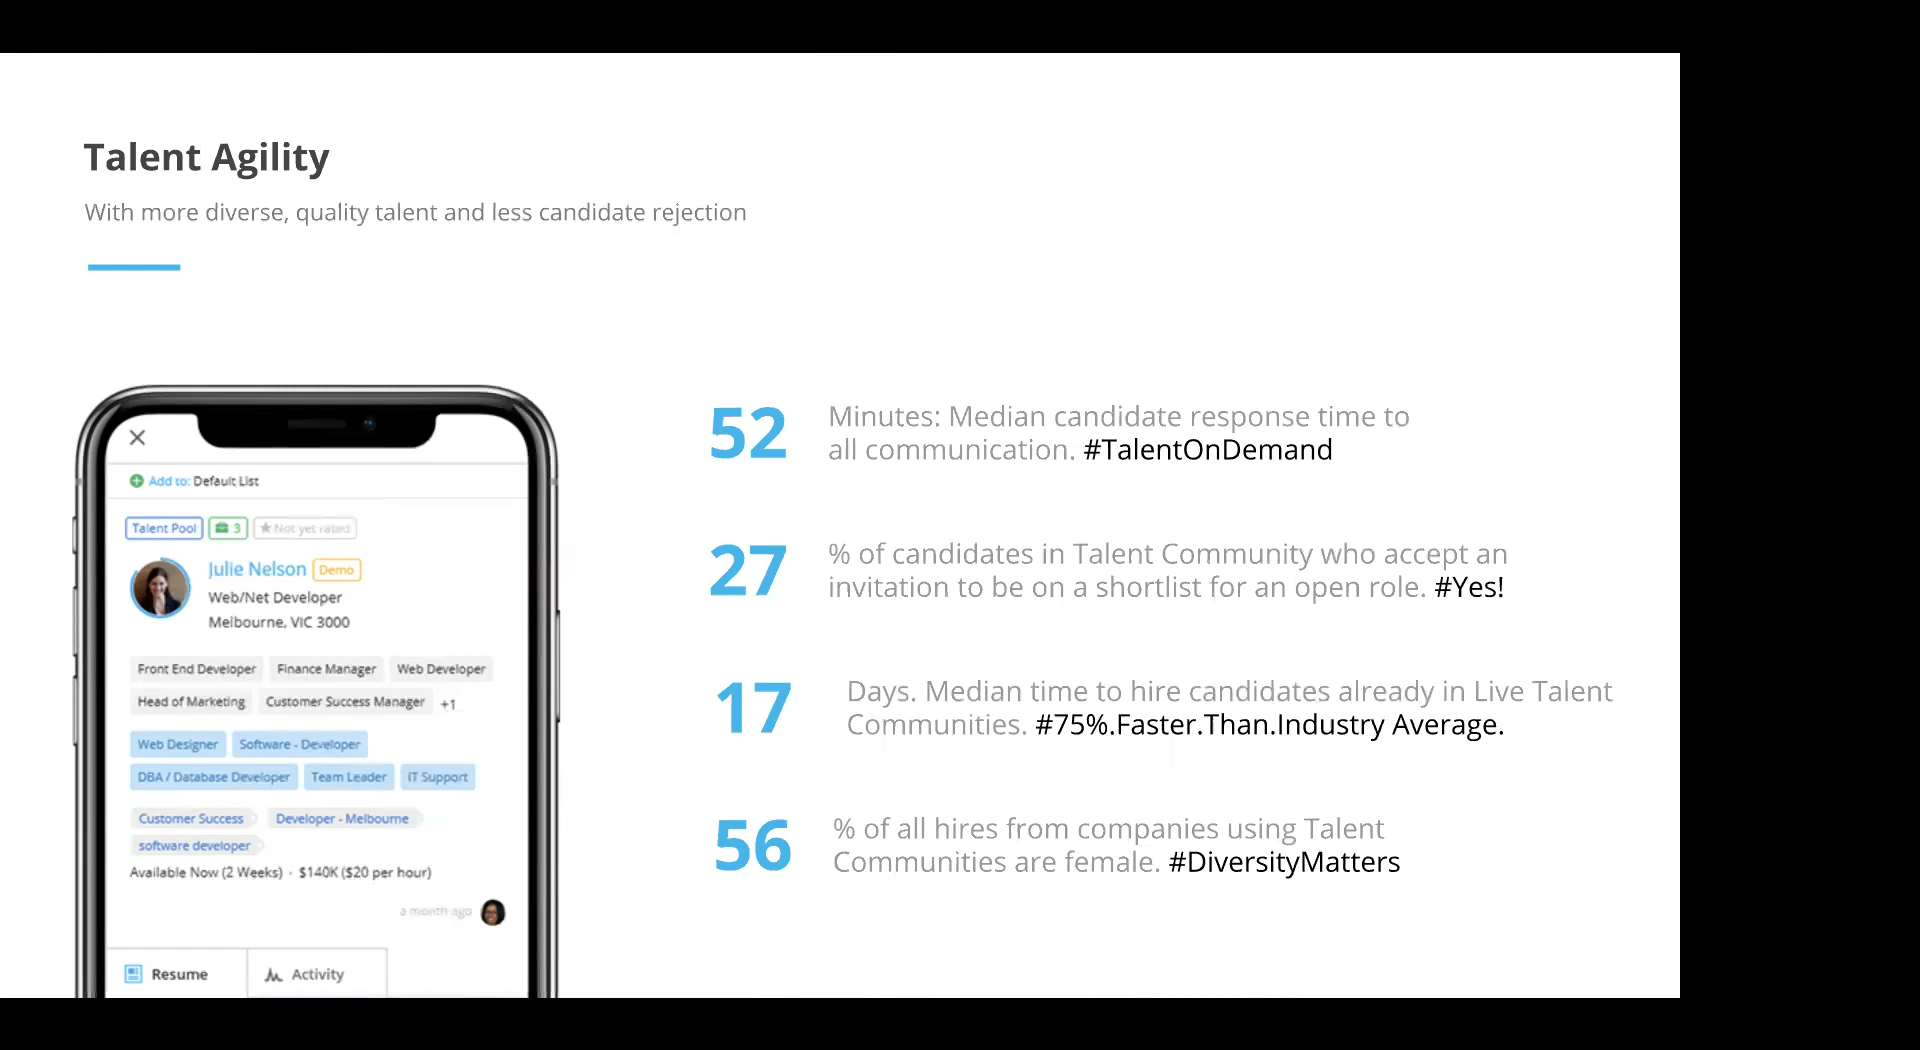 Talent Agility
With more diverse, quality talent and less candidate rejection
Add to: Default List
Talent Pool 3 Not yet rated
Julie Nelson Demo
Web/Net Developer
Melbourne, VIC 3000
Front End Developer Finance Manager Web Developer
Head of Marketing Customer Success Manager +1
Web Designer Software - Developer
DBA / Database Developer Team Leader IT Support
Customer Success Developer - Melbourne
software developer
Available Now (2 Weeks) - $140K ($20 per hour)
a month ago
Resume Activity
52 Minutes: Median candidate response time to
all communication. #TalentOnDemand
27 % of candidates in Talent Community who accept an
invitation to be on a shortlist for an open role. #Yes!
17 Days. Median time to hire candidates already in Live Talent
Communities. #75%.Faster.Than.Industry Average.
56 % of all hires from companies using Talent
Communities are female. #DiversityMatters